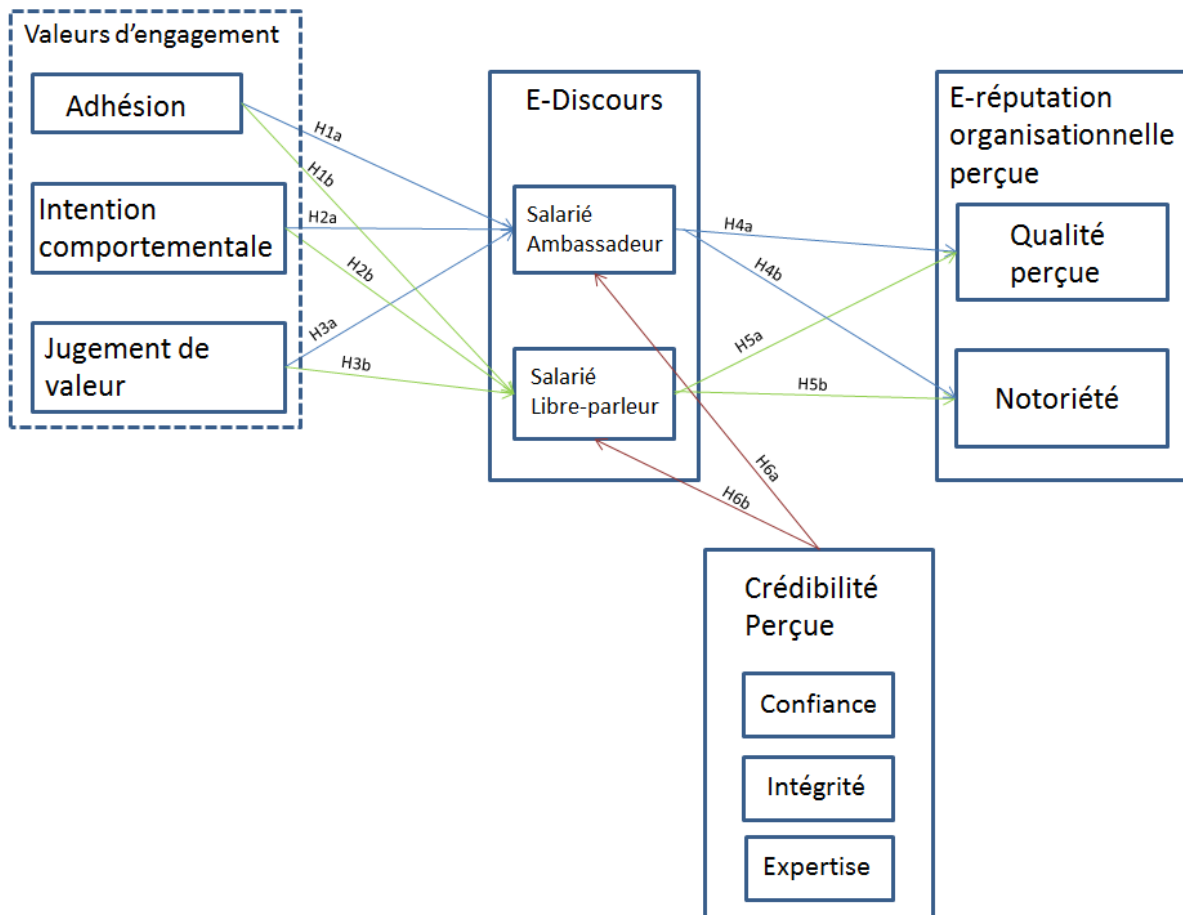 Valeurs d'engagement
Adhésion
Intention
comportementale
Jugement de
valeur
H1a
H1b
H2a
H2b
H3a
H3b
E-Discours
Salarié
Ambassadeur
Salarié
Libre-parleur
H4a
H4b
H5a
H5b
H6a
H6b
E-réputation
organisationnelle
perçue
Qualité
perçue
Notoriété
Crédibilité
Perçue
Confiance
Intégrité
Expertise